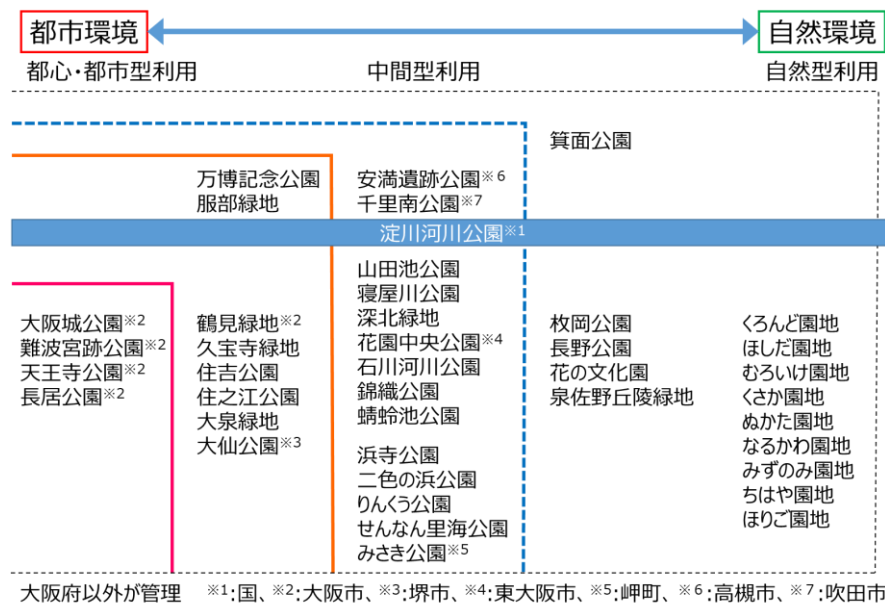 都市環境
自然環境
都心・都市型利用
中間型利用
自然型利用
箕面公園
万博記念公園
服部緑地
安満遺跡公園※6
千里南公園※7
淀川河川公園※1
大阪城公園※2
難波宮跡公園※2
天王寺公園※2
長居公園※2
鶴見緑地※2
久宝寺緑地
住吉公園
住之江公園
大泉緑地
大仙公園※3
山田池公園
寝屋川公園
深北緑地
花園中央公園※4
石川河川公園
錦織公園
蜻蛉池公園
浜寺公園
二色の浜公園
りんくう公園
せんなん里海公園
みさき公園※5
枚岡公園
長野公園
花の文化園
泉佐野丘陵緑地
くろんど園地
ほしだ園地
むろいけ園地
くさか園地
ぬかた園地
なるかわ園地
みずのみ園地
ちはや園地
ほりご園地
大阪府以外が管理 ※1:国、※2:大阪市、※3:堺市、※4:東大阪市、※5:岬町、※6:高槻市、※7:吹田市